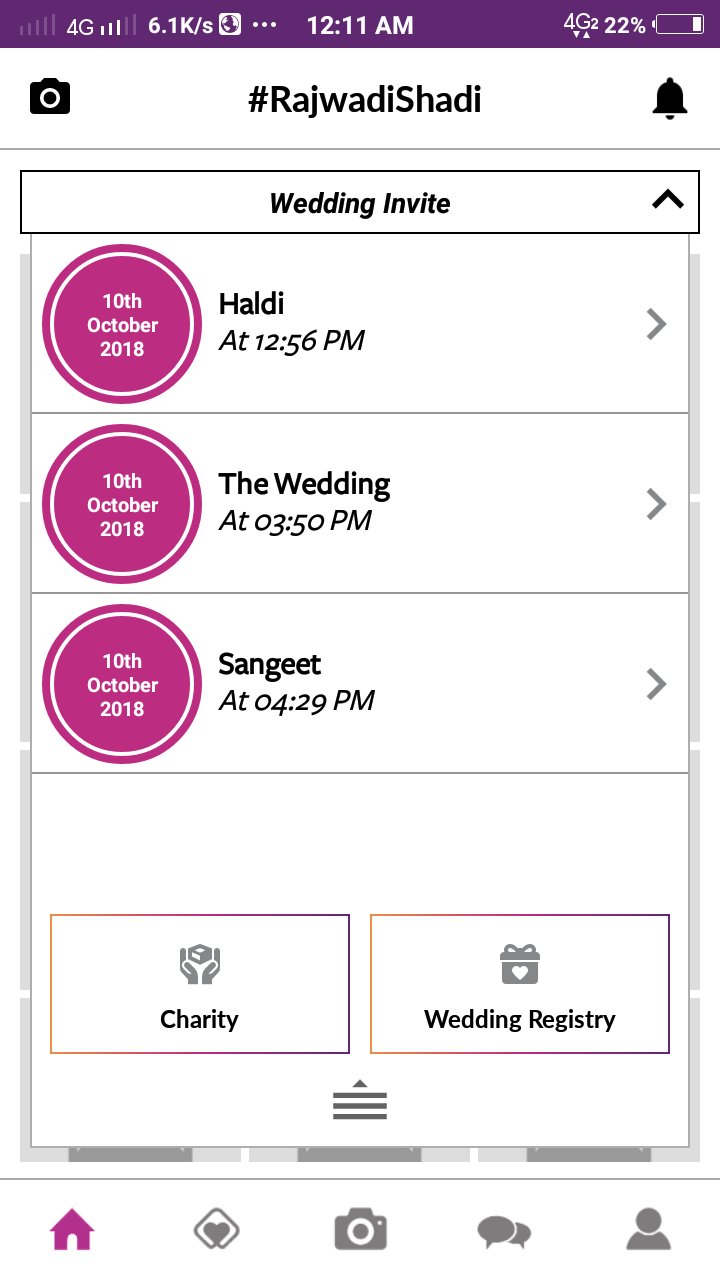 4G 6.1K/s ... 12:11 AM 4G2 22%
#RajwadiShadi
Wedding Invite
10th
October
2018
Haldi
At 12:56 PM
10th
October
2018
The Wedding
At 03:50 PM
10th
October
2018
Sangeet
At 04:29 PM
Charity
Wedding Registry